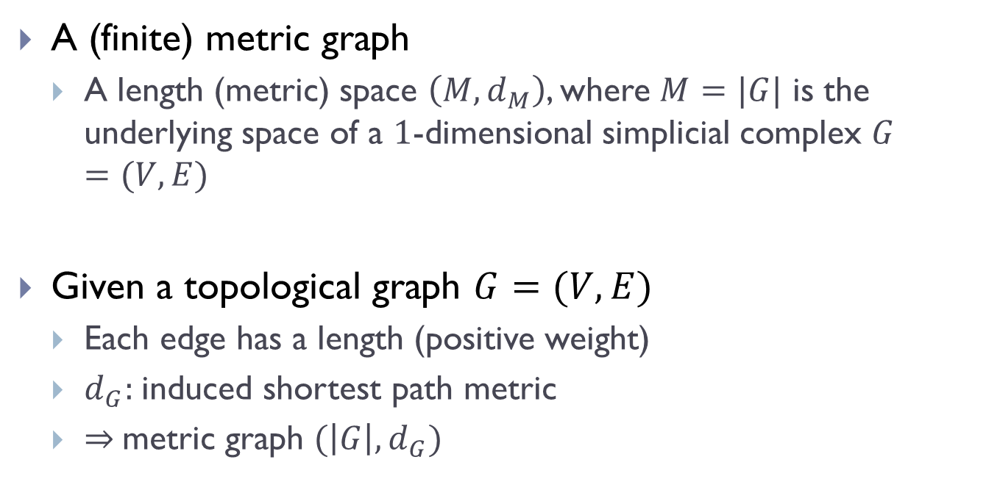 A (finite) metric graph
A length (metric) space (M, d_M), where M = |G| is the
underlying space of a 1-dimensional simplicial complex G
= (V, E)
Given a topological graph G = (V, E)
Each edge has a length (positive weight)
d_G: induced shortest path metric
⇒ metric graph (|G|, d_G)